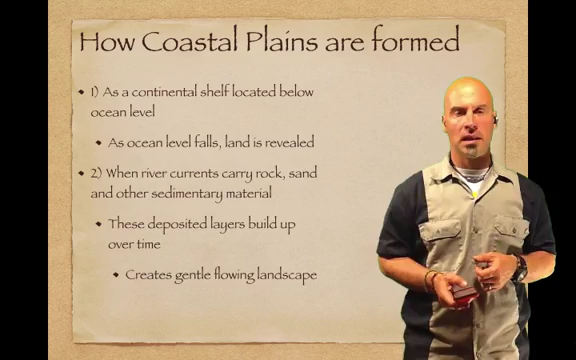 How Coastal Plains are formed
• 1) As a continental shelf located below
ocean level
• As ocean level falls, land is revealed
• 2) When river currents carry rock, sand
and other sedimentary material
• These deposited layers build up
over time
• Creates gentle flowing landscape